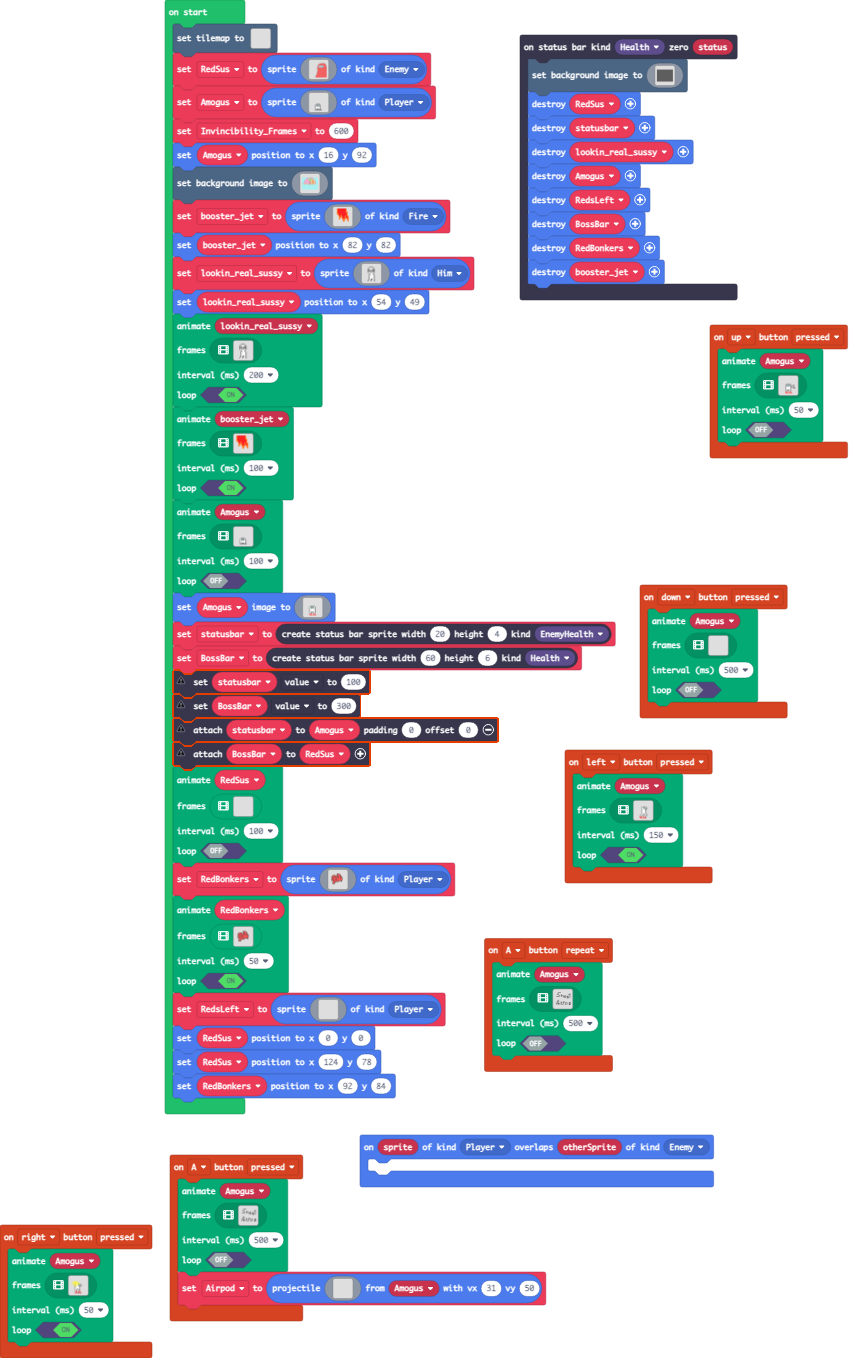 on start
set tilemap to
set RedSus to sprite of kind Enemy
set Amogus to sprite of kind Player
set Invincibility_Frames to 600
set Amogus position to x 16 y 92
set background image to
set booster_jet to sprite of kind Fire
set booster_jet position to x 82 y 82
set lookin_real_sussy to sprite of kind Him
set lookin_real_sussy position to x 54 y 49
animate lookin_real_sussy
frames
interval (ms) 200
loop ON
animate booster_jet
frames
interval (ms) 100
loop ON
animate Amogus
frames
interval (ms) 100
loop OFF
set Amogus image to
set statusbar to create status bar sprite width 20 height 4 kind EnemyHealth
set BossBar to create status bar sprite width 60 height 6 kind Health
set statusbar value to 100
set BossBar value to 300
attach statusbar to Amogus padding 0 offset 0
attach BossBar to RedSus
animate RedSus
frames
interval (ms) 100
loop OFF
set RedBonkers to sprite of kind Player
animate RedBonkers
frames
interval (ms) 50
loop ON
set RedsLeft to sprite of kind Player
set RedSus position to x 0 y 0
set RedSus position to x 124 y 78
set RedBonkers position to x 92 y 84
on status bar kind Health zero status
set background image to
destroy RedSus
destroy statusbar
destroy lookin_real_sussy
destroy Amogus
destroy RedsLeft
destroy BossBar
destroy RedBonkers
destroy booster_jet
on up button pressed
animate Amogus
frames
interval (ms) 50
loop OFF
on down button pressed
animate Amogus
frames
interval (ms) 500
loop OFF
on left button pressed
animate Amogus
frames
interval (ms) 150
loop ON
on A button repeat
animate Amogus
frames
interval (ms) 500
loop OFF
on sprite of kind Player overlaps otherSprite of kind Enemy
on A button pressed
animate Amogus
frames
interval (ms) 500
loop OFF
set Airpod to projectile from Amogus with vx 31 vy 50
on right button pressed
animate Amogus
frames
interval (ms) 50
loop ON